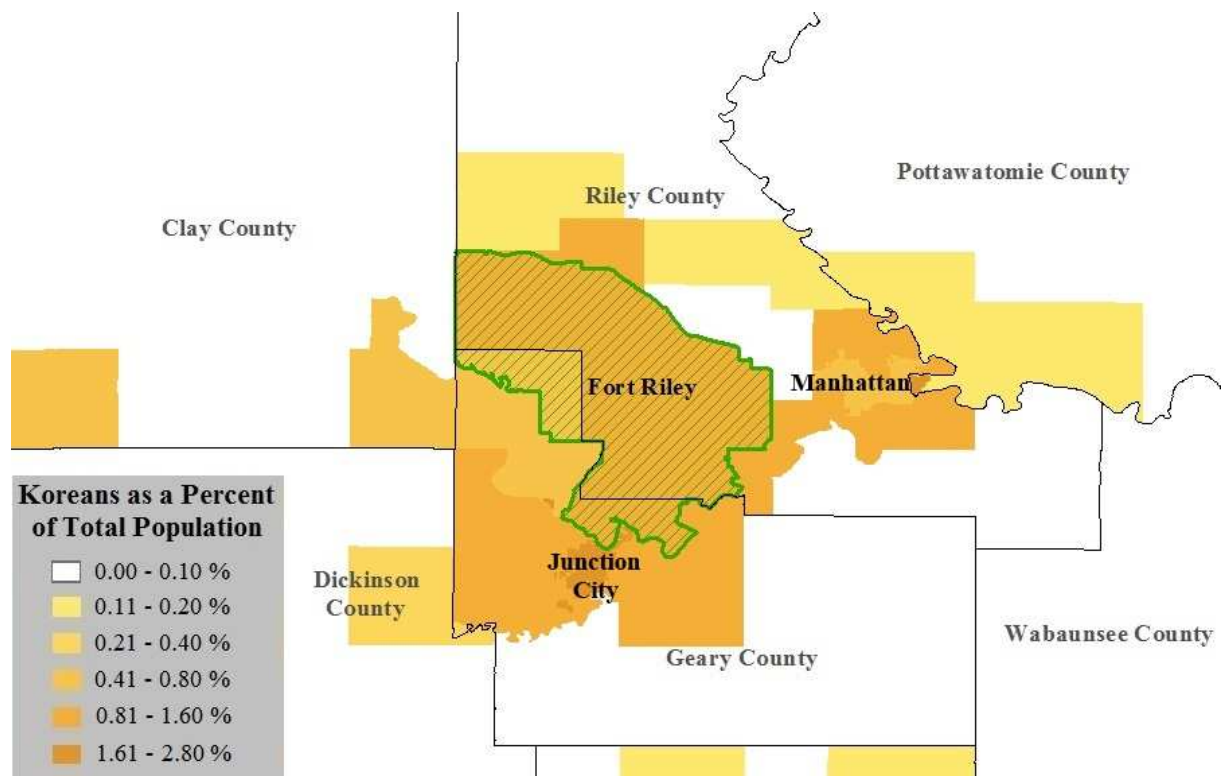 Pottawatomie County
Riley County
Clay County
Fort Riley
Manhattan
Koreans as a Percent
of Total Population
0.00 - 0.10 %
0.11 - 0.20 %
0.21 - 0.40 %
0.41 - 0.80 %
0.81 - 1.60 %
1.61 - 2.80 %
Junction
City
Dickinson
County
Wabaunsee County
Geary County